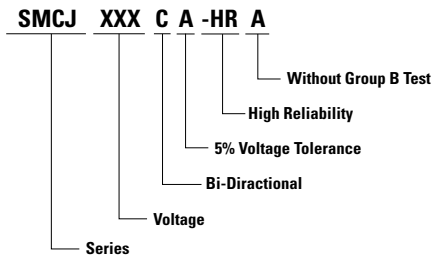 SMCJ XXX C A -HR A
Without Group B Test
High Reliability
5% Voltage Tolerance
Bi-Diractional
Voltage
Series